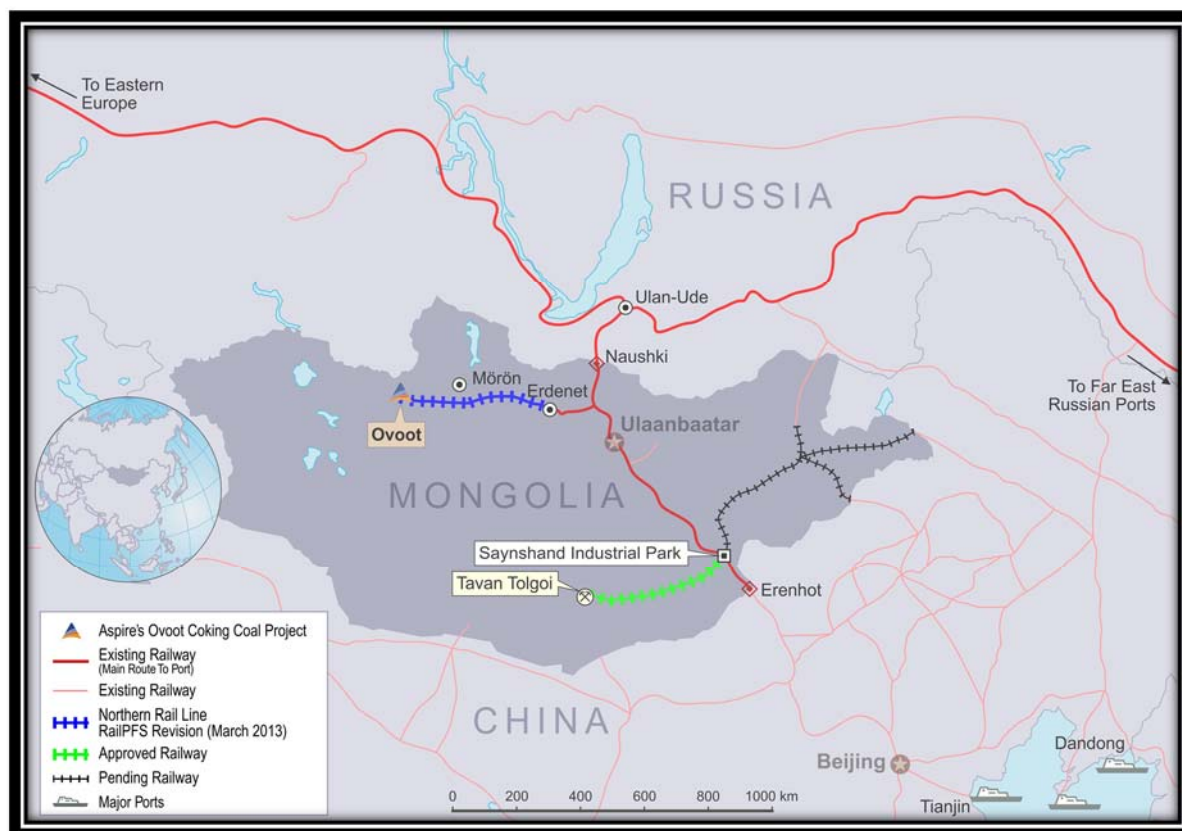 To Eastern
Europe
RUSSIA
Ulan-Ude
Naushki
Mörön
Erdenet
To Far East
Russian Ports
Ovoot
Ulaanbaatar
MONGOLIA
Saynshand Industrial Park
Tavan Tolgoi
Erenhot
Aspire's Ovoot Coking Coal Project
Existing Railway
(Main Route To Port)
Existing Railway
Northern Rail Line
RailPFS Revision (March 2013)
Approved Railway
Pending Railway
Major Ports
CHINA
Beijing
Dandong
Tianjin
0 200 400 600 800 1000 km